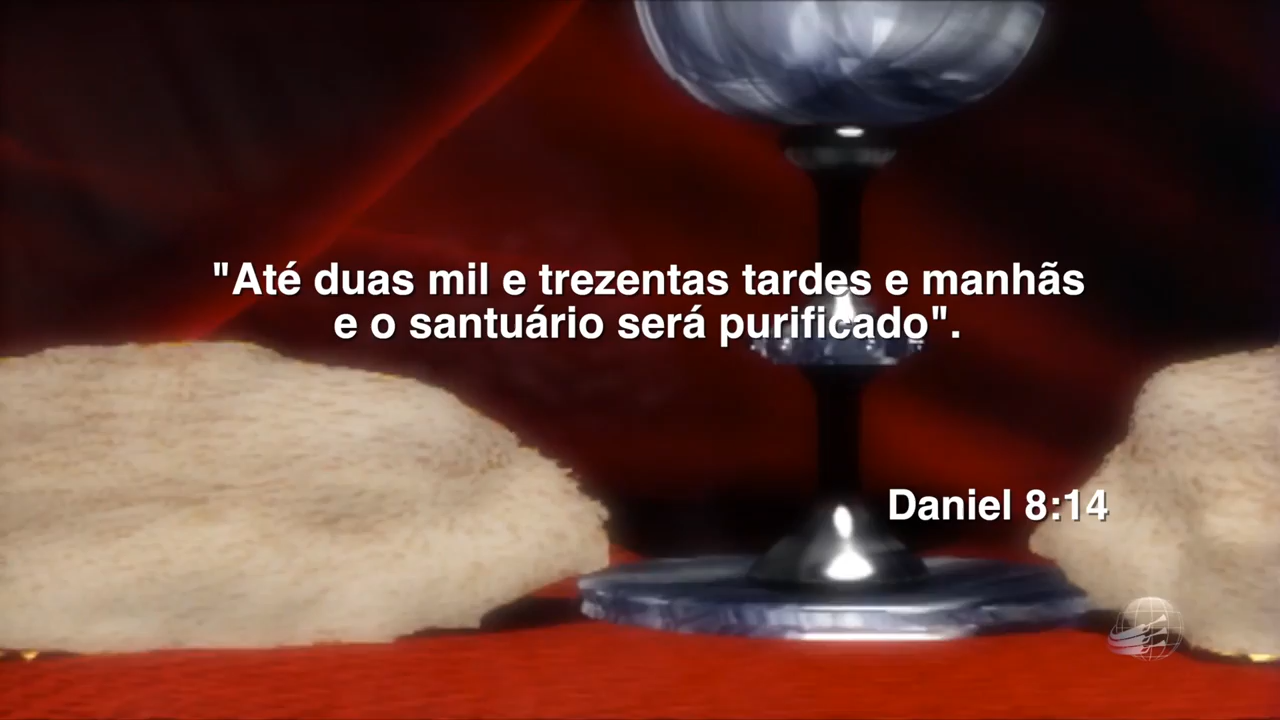 "Até duas mil e trezentas tardes e manhãs
e o santuário será purificado".
Daniel 8:14